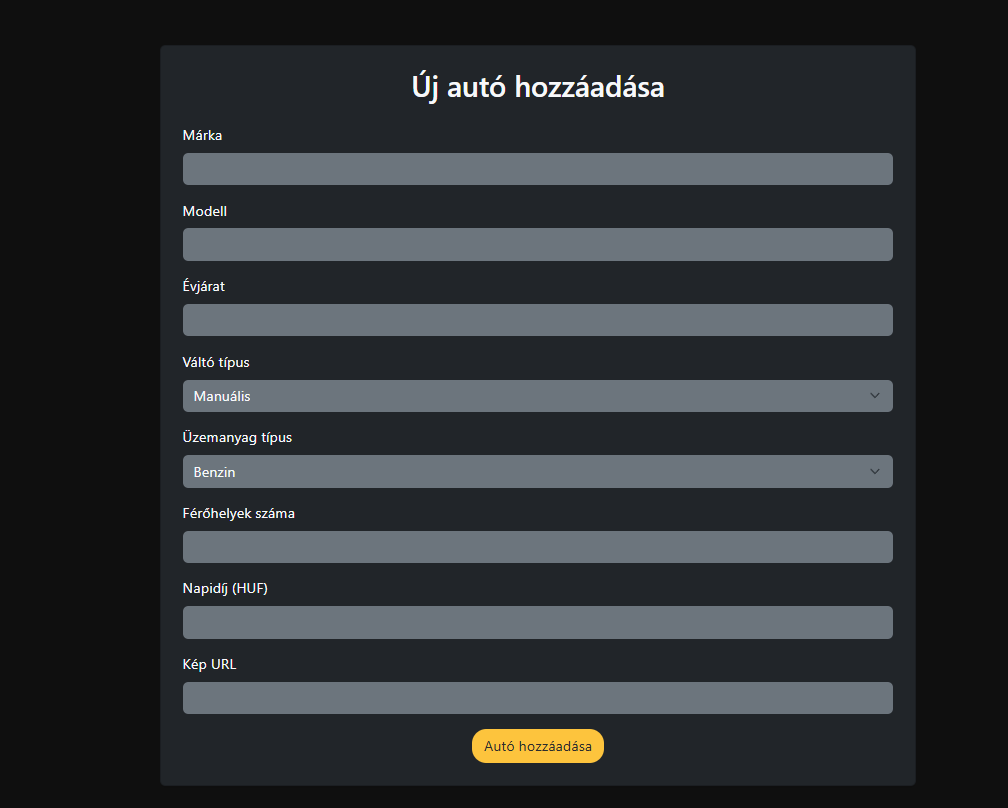 Új autó hozzáadása
Márka
Modell
Évjárat
Váltó típus
Manuális
Üzemanyag típus
Benzin
Férőhelyek száma
Napidíj (HUF)
Kép URL
Autó hozzáadása